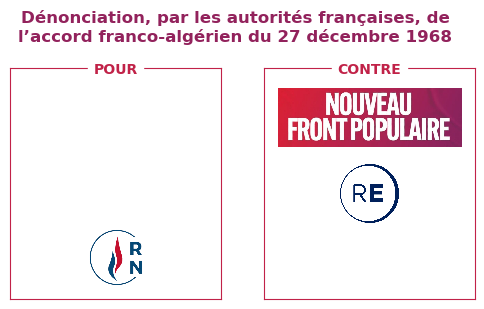 Dénonciation, par les autorités françaises, de
l’accord franco-algérien du 27 décembre 1968
POUR
CONTRE
NOUVEAU
FRONT POPULAIRE
RE
R
N